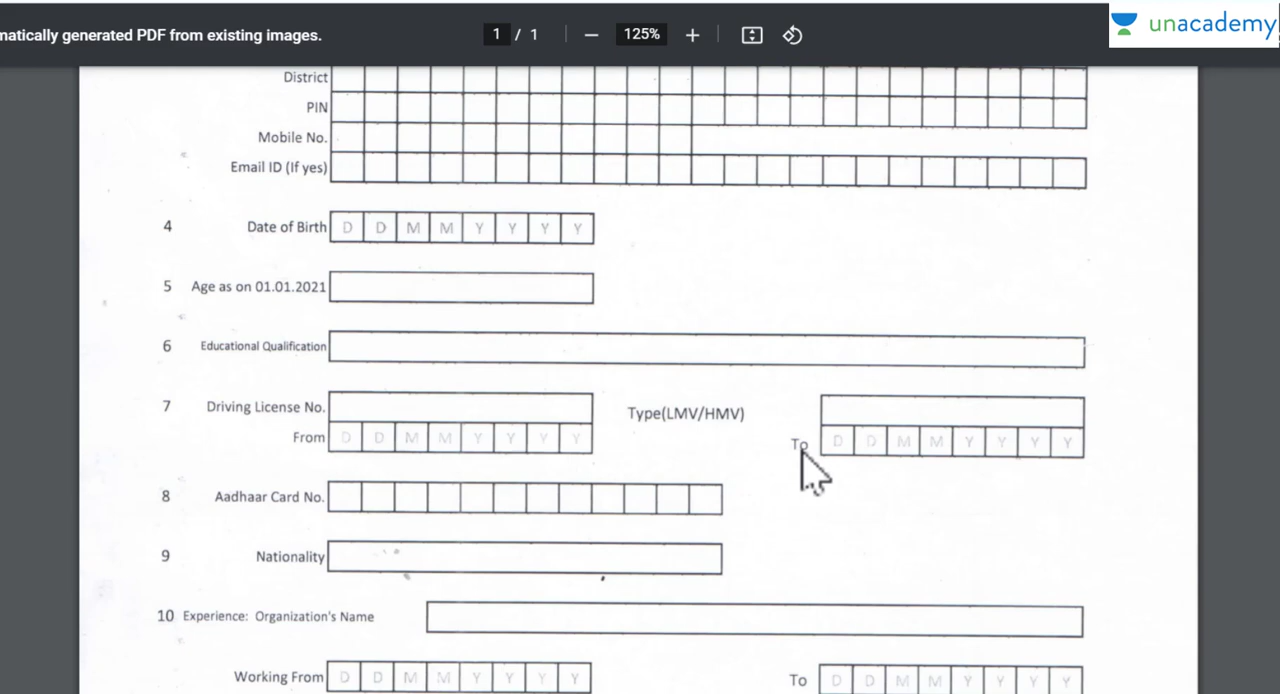 matically generated PDF from existing images.
1 / 1
125%
unacademy
District
PIN
Mobile No.
Email ID (If yes)
4 Date of Birth D D M M Y Y Y Y
5 Age as on 01.01.2021
6 Educational Qualification
7 Driving License No. Type(LMV/HMV)
From D D M M Y Y Y Y To D D M M Y Y Y Y
8 Aadhaar Card No.
9 Nationality
10 Experience: Organization's Name
Working From D D M M Y Y Y Y To D D M M Y Y Y Y